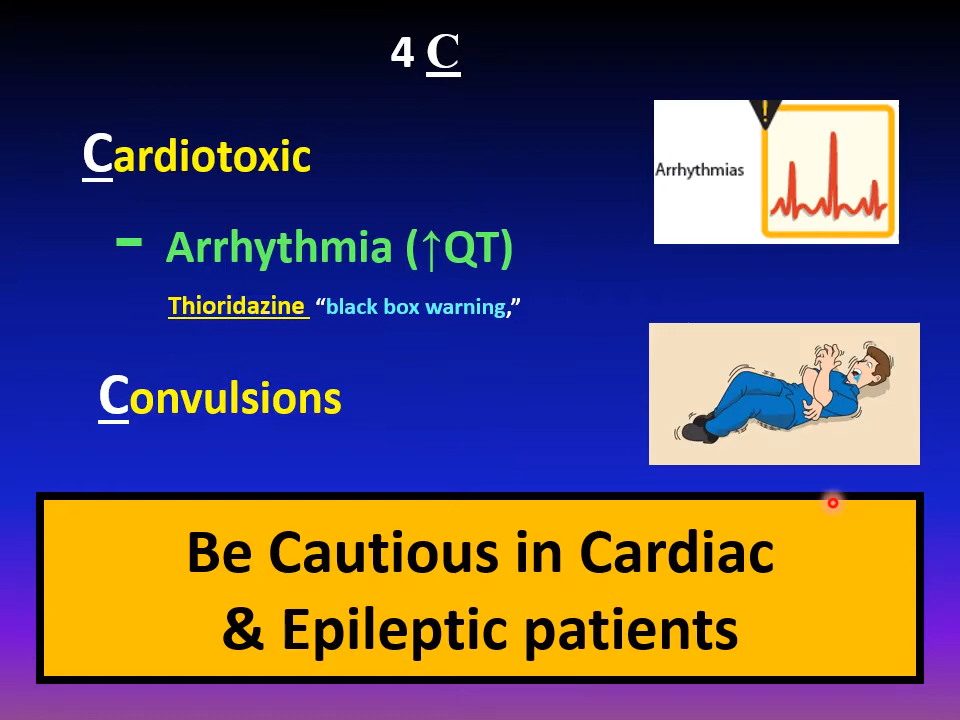 4 C
Cardiotoxic
Arrhythmias
- Arrhythmia (↑QT)
Thioridazine “black box warning,”
Convulsions
Be Cautious in Cardiac
& Epileptic patients